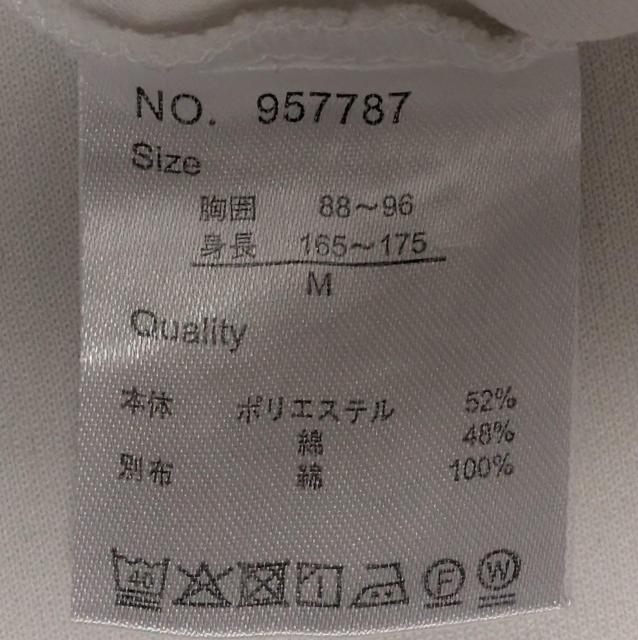 NO. 957787
Size
胸囲 88～96
身長 165～175
M
Quality
本体 ポリエステル 52%
綿 48%
別布 綿 100%
40 F W